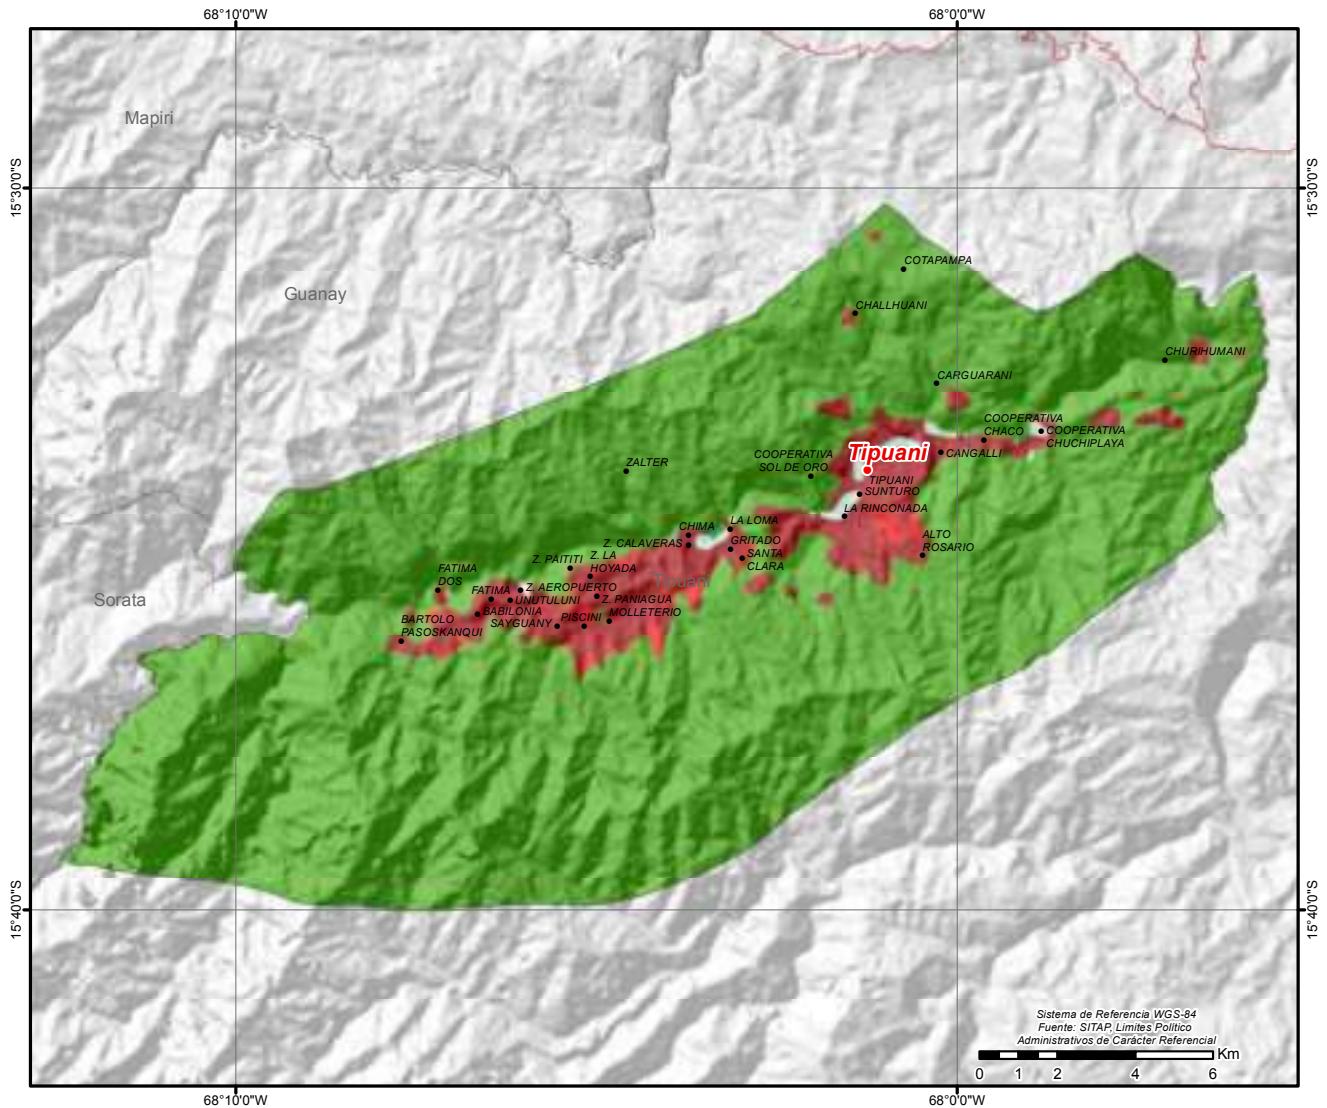 68°10'0"W
68°0'0"W
Mapiri
15°30'0"S
15°30'0"S
COTAPAMPA
Guanay
CHALLHUANI
CHURIHUMANI
CARGUARANI
COOPERATIVA
CHACO
COOPERATIVA
CHUCHIPLAYA
Tipuani
CANGALLI
COOPERATIVA
SOL DE ORO
ZALTER
TIPUANI
SUNTURO
LA RINCONADA
CHIMA
LA LOMA
Z. CALAVERAS
GRITADO
SANTA
CLARA
ALTO
ROSARIO
Z. PAITITI
Z. LA
HOYADA
Tipuani
FATIMA
DOS
FATIMA
Z. AEROPUERTO
UNUTULUNI
Z. PANIAGUA
Sorata
BABILONIA
MOLLETERIO
BARTOLO
PASOSKANQUI
SAYGUANY
PISCINI
15°40'0"S
15°40'0"S
Sistema de Referencia WGS-84
Fuente: SITAP, Limites Político
Administrativos de Carácter Referencial
Km
0 1 2 4 6
68°10'0"W
68°0'0"W